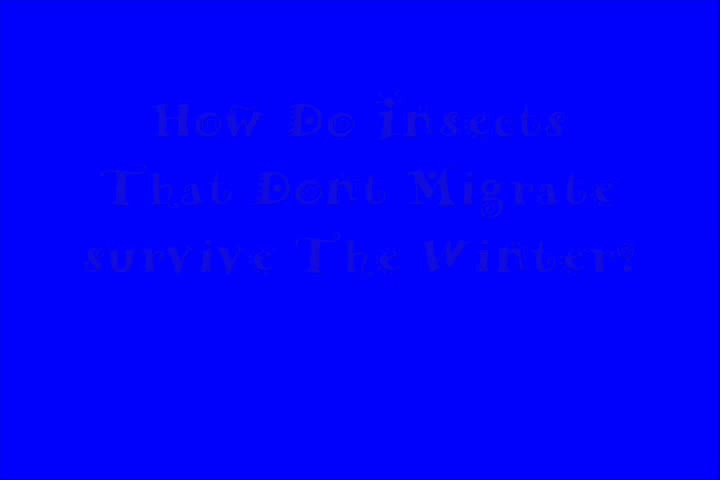 How Do Insects
That Dont Migrate
survive The Winter?